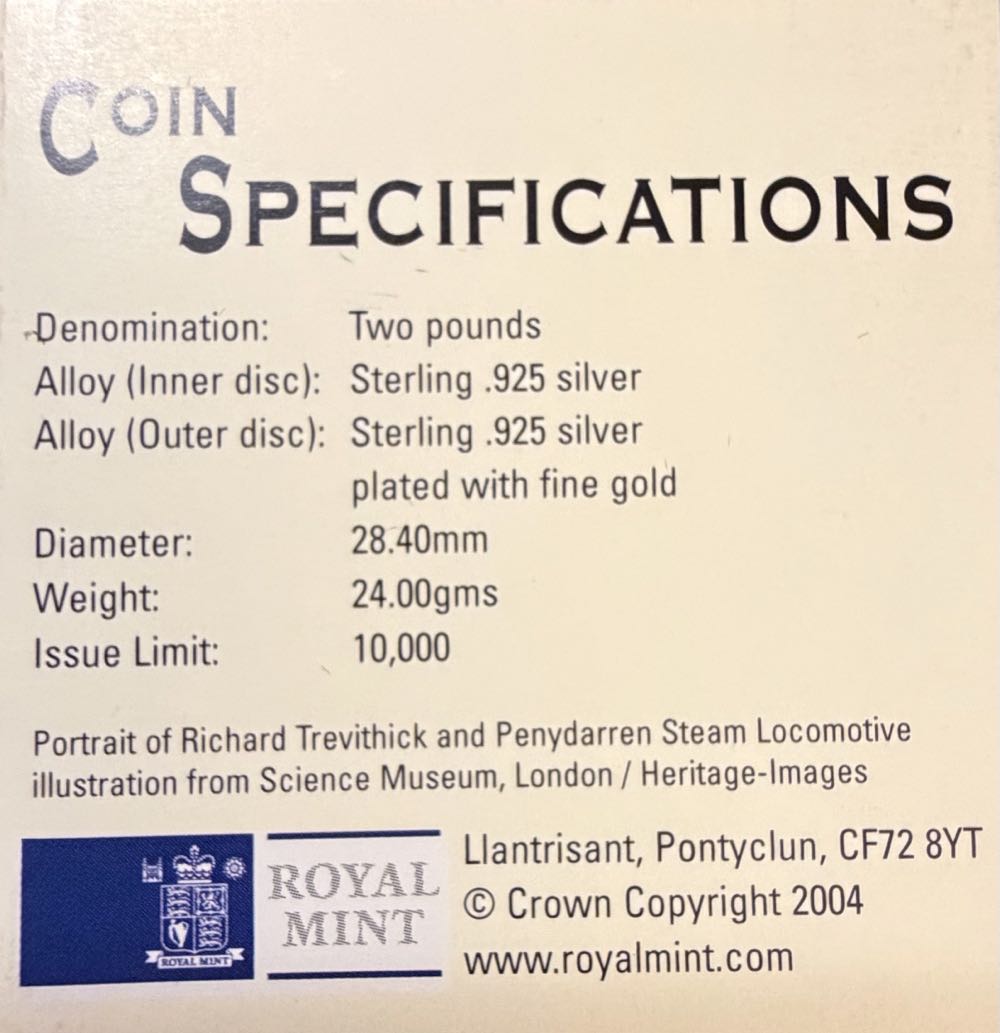 COIN
SPECIFICATIONS
Denomination: Two pounds
Alloy (Inner disc): Sterling .925 silver
Alloy (Outer disc): Sterling .925 silver
plated with fine gold
Diameter: 28.40mm
Weight: 24.00gms
Issue Limit: 10,000
Portrait of Richard Trevithick and Penydarren Steam Locomotive
illustration from Science Museum, London / Heritage-Images
ROYAL MINT
ROYAL
MINT
Llantrisant, Pontyclun, CF72 8YT
© Crown Copyright 2004
www.royalmint.com